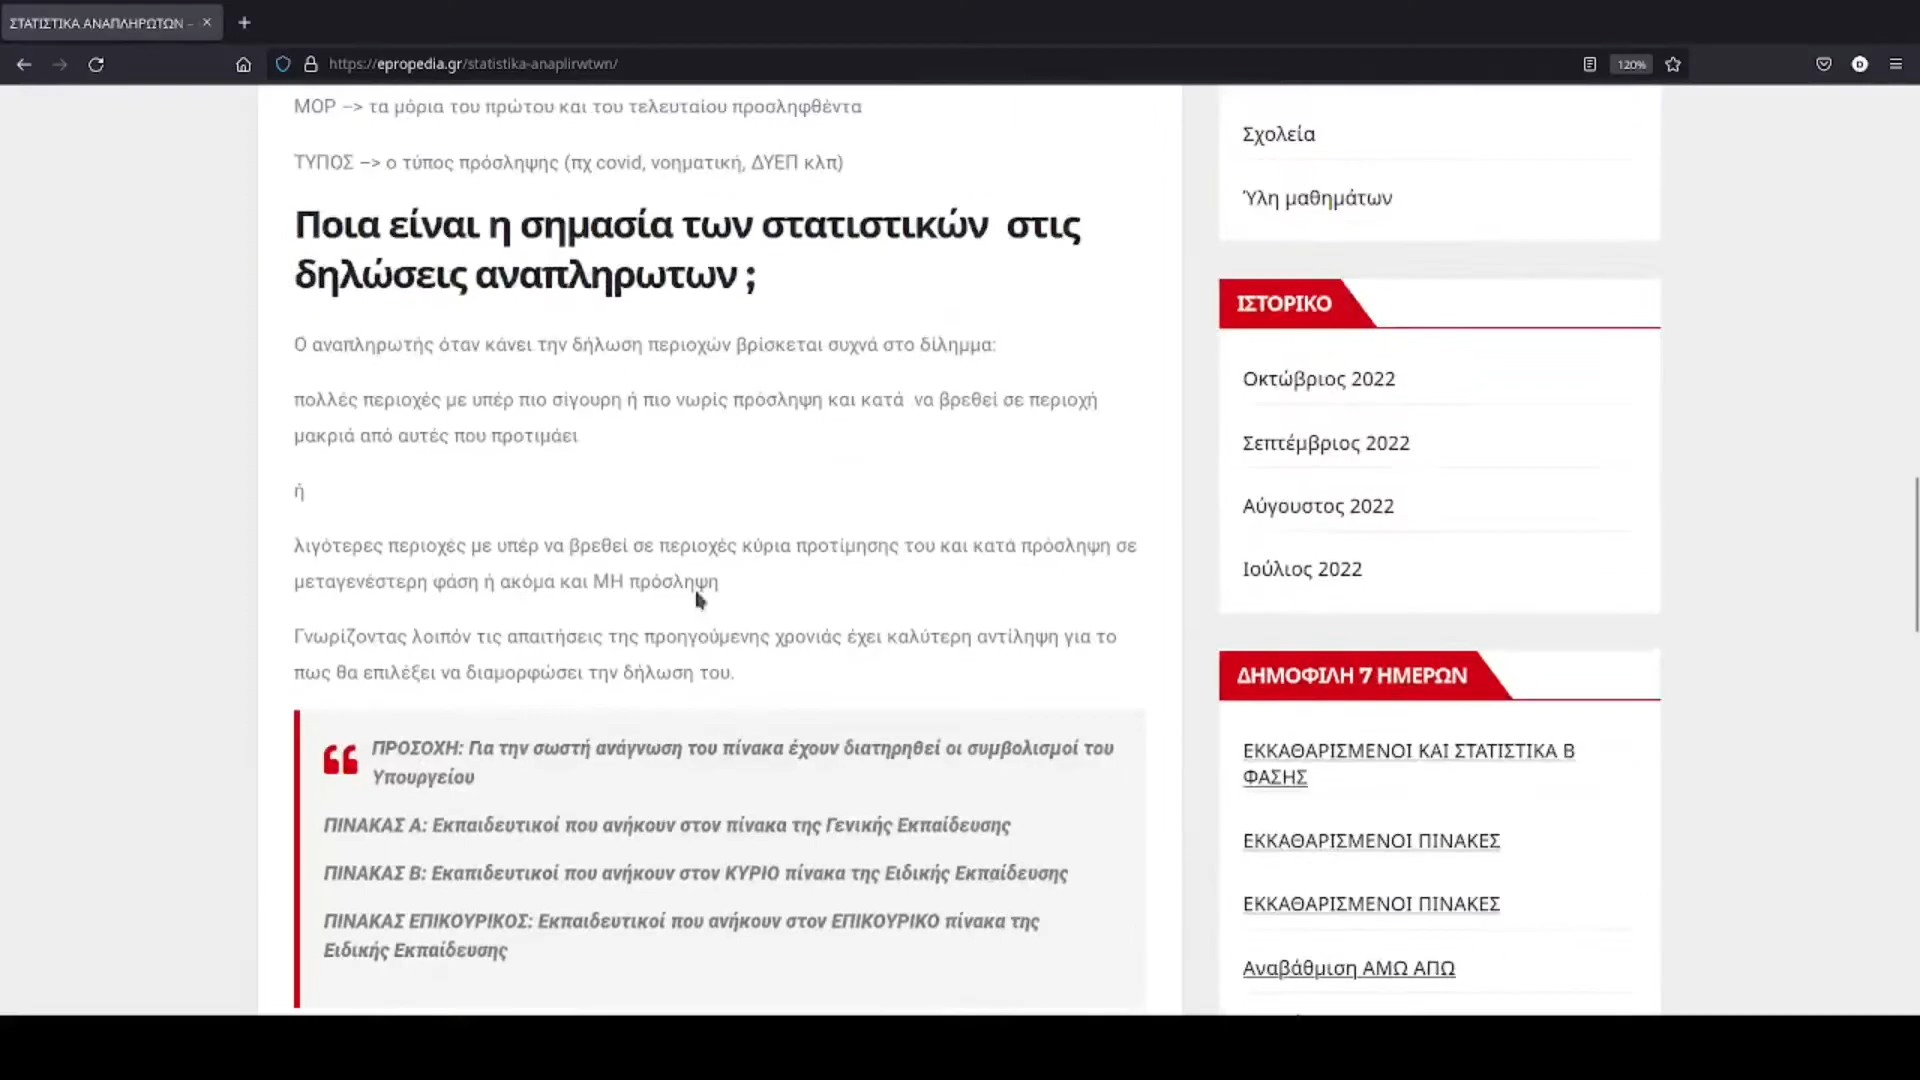 ΣΤΑΤΙΣΤΙΚΑ ΑΝΑΠΛΗΡΩΤΩΝ –
https://epropedia.gr/statistika-anaplirwtwn/
120%
D
ΜΟΡ –> τα μόρια του πρώτου και του τελευταίου προσληφθέντα
ΤΥΠΟΣ –> ο τύπος πρόσληψης (πχ covid, νοηματική, ΔΥΕΠ κλπ)
Ποια είναι η σημασία των στατιστικών στις
δηλώσεις αναπληρωτων ;
Ο αναπληρωτής όταν κάνει την δήλωση περιοχών βρίσκεται συχνά στο δίλημμα:
πολλές περιοχές με υπέρ πιο σίγουρη ή πιο νωρίς πρόσληψη και κατά να βρεθεί σε περιοχή
μακριά από αυτές που προτιμάει
ή
λιγότερες περιοχές με υπέρ να βρεθεί σε περιοχές κύρια προτίμησης του και κατά πρόσληψη σε
μεταγενέστερη φάση ή ακόμα και ΜΗ πρόσληψη
Γνωρίζοντας λοιπόν τις απαιτήσεις της προηγούμενης χρονιάς έχει καλύτερη αντίληψη για το
πως θα επιλέξει να διαμορφώσει την δήλωση του.
ΠΡΟΣΟΧΗ: Για την σωστή ανάγνωση του πίνακα έχουν διατηρηθεί οι συμβολισμοί του
Υπουργείου
ΠΙΝΑΚΑΣ Α: Εκπαιδευτικοί που ανήκουν στον πίνακα της Γενικής Εκπαίδευσης
ΠΙΝΑΚΑΣ Β: Εκαπιδευτικοί που ανήκουν στον ΚΥΡΙΟ πίνακα της Ειδικής Εκπαίδευσης
ΠΙΝΑΚΑΣ ΕΠΙΚΟΥΡΙΚΟΣ: Εκπαιδευτικοί που ανήκουν στον ΕΠΙΚΟΥΡΙΚΟ πίνακα της
Ειδικής Εκπαίδευσης
Σχολεία
Ύλη μαθημάτων
ΙΣΤΟΡΙΚΟ
Οκτώβριος 2022
Σεπτέμβριος 2022
Αύγουστος 2022
Ιούλιος 2022
ΔΗΜΟΦΙΛΗ 7 ΗΜΕΡΩΝ
ΕΚΚΑΘΑΡΙΣΜΕΝΟΙ ΚΑΙ ΣΤΑΤΙΣΤΙΚΑ Β
ΦΑΣΗΣ
ΕΚΚΑΘΑΡΙΣΜΕΝΟΙ ΠΙΝΑΚΕΣ
ΕΚΚΑΘΑΡΙΣΜΕΝΟΙ ΠΙΝΑΚΕΣ
Αναβάθμιση ΑΜΩ ΑΠΩ